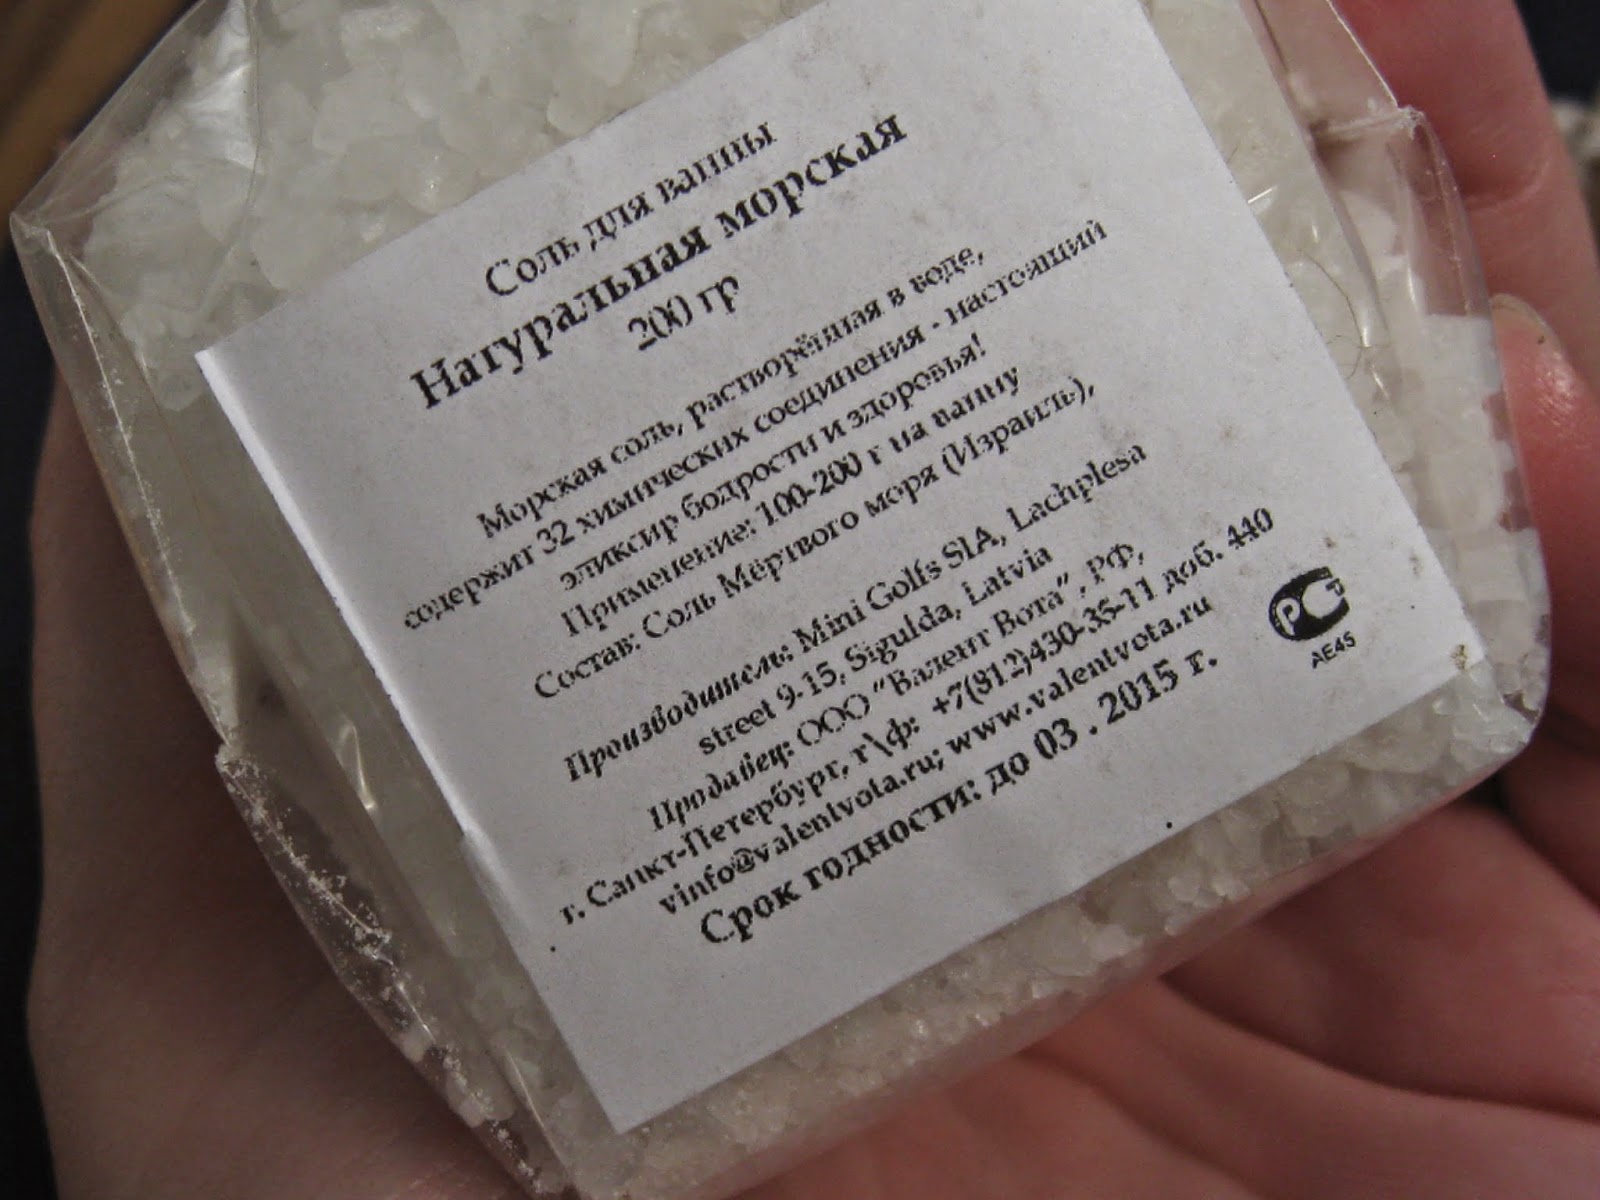 Соль для ванны
Натуральная морская
200 гр
Морская соль, растворённая в воде,
содержит 32 химических соединения - настоящий
эликсир бодрости и здоровья!
Применение: 100-200 г на ванну
Состав: Соль Мёртвого моря (Израиль),
Производитель: Mini Golfs SIA, Lachplesa
street 9-15, Sigulda, Latvia
Продавец: ООО "Валент Вота", РФ,
г. Санкт-Петербург, т\ф: +7(812)430-35-11 доб. 440
vinfo@valentvota.ru; www.valentvota.ru
Срок годности: до 03 . 2015 г.
РСТ
АЕ45